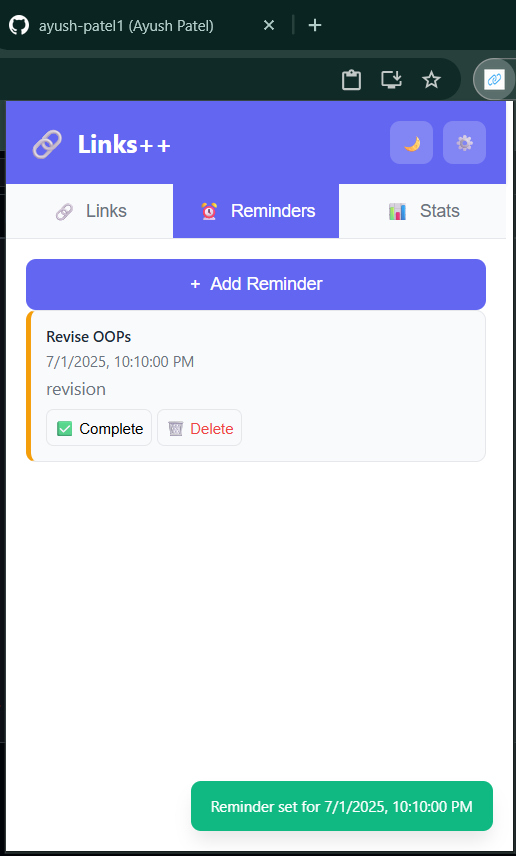 ayush-patel1 (Ayush Patel)
Links++
Links
Reminders
Stats
+ Add Reminder
Revise OOPs
7/1/2025, 10:10:00 PM
revision
Complete
Delete
Reminder set for 7/1/2025, 10:10:00 PM